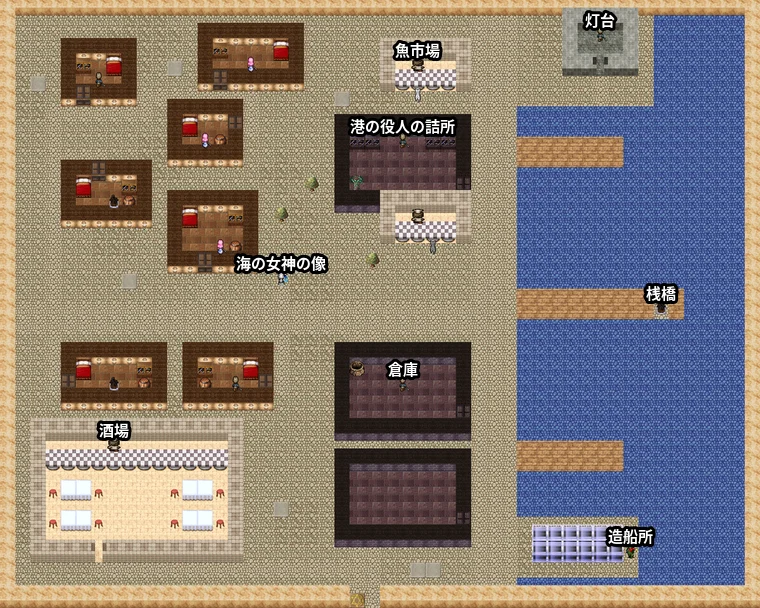 灯台
魚市場
港の役人の詰所
海の女神の像
桟橋
倉庫
酒場
造船所